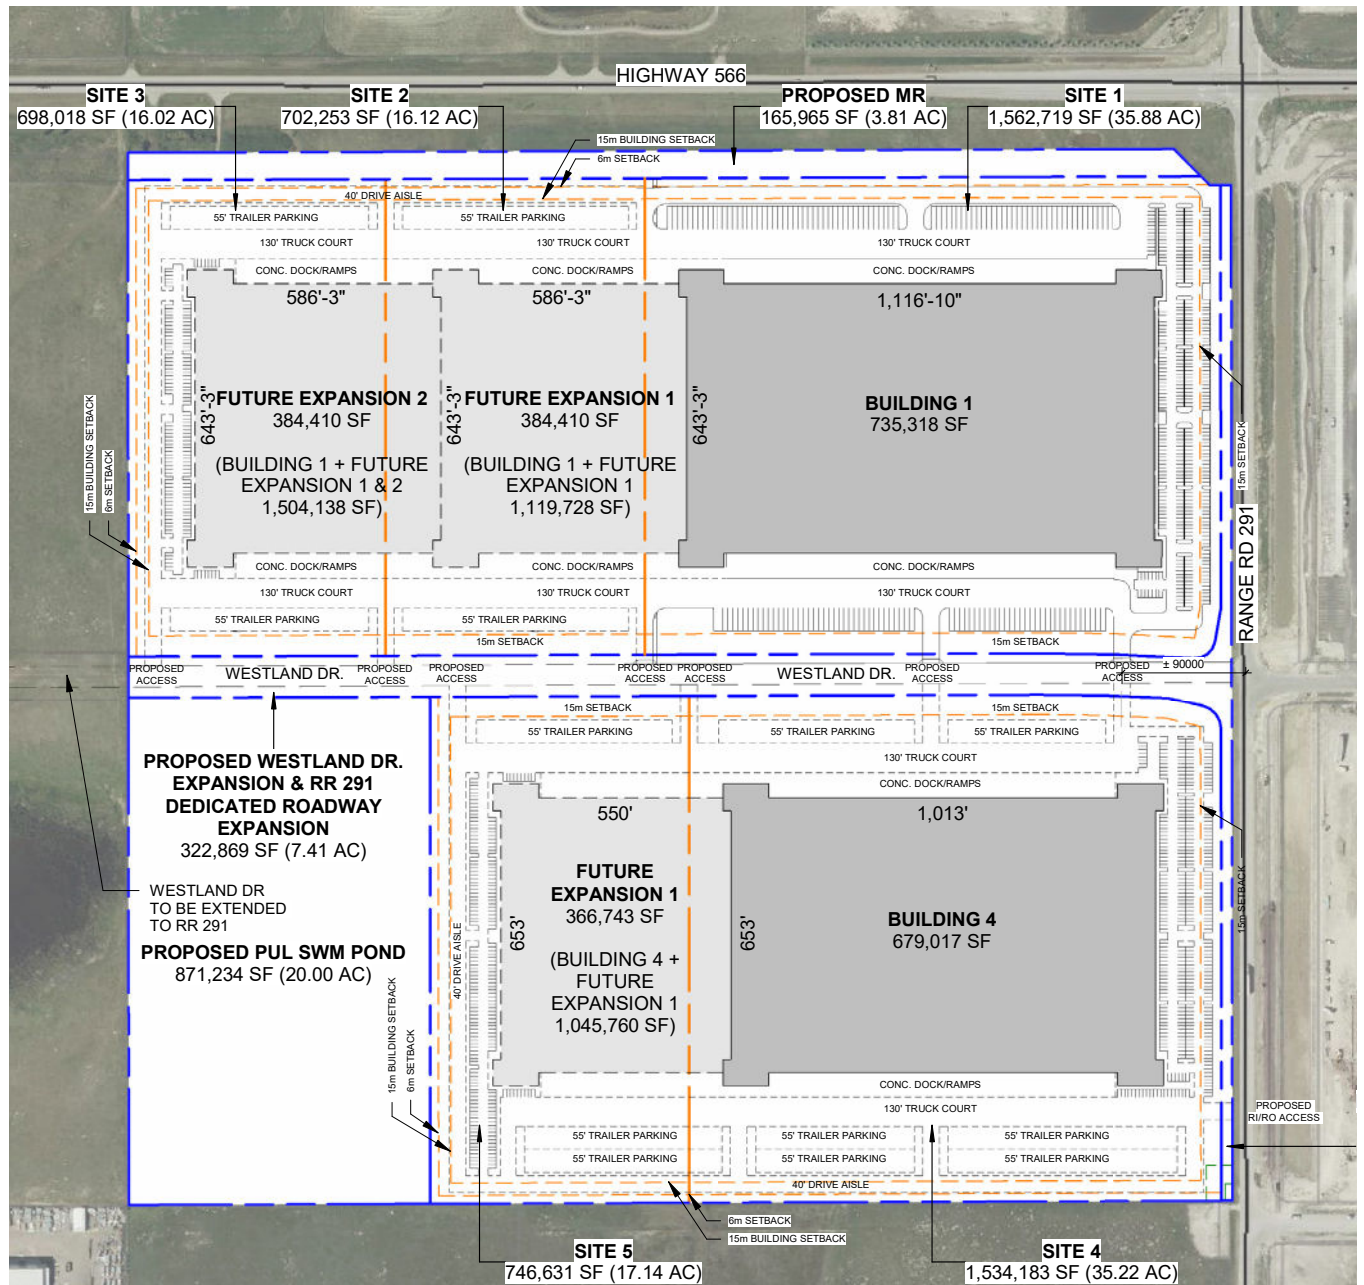 HIGHWAY 566
SITE 3
698,018 SF (16.02 AC)
SITE 2
702,253 SF (16.12 AC)
PROPOSED MR
165,965 SF (3.81 AC)
SITE 1
1,562,719 SF (35.88 AC)
15m BUILDING SETBACK
6m SETBACK
40' DRIVE AISLE
55' TRAILER PARKING
55' TRAILER PARKING
130' TRUCK COURT
130' TRUCK COURT
130' TRUCK COURT
CONC. DOCK/RAMPS
CONC. DOCK/RAMPS
CONC. DOCK/RAMPS
586'-3"
586'-3"
1,116'-10"
643'-3"
FUTURE EXPANSION 2
384,410 SF
(BUILDING 1 + FUTURE
EXPANSION 1 & 2
1,504,138 SF)
643'-3"
FUTURE EXPANSION 1
384,410 SF
(BUILDING 1 + FUTURE
EXPANSION 1
1,119,728 SF)
643'-3"
BUILDING 1
735,318 SF
15m BUILDING SETBACK
6m SETBACK
15m SETBACK
RANGE RD 291
CONC. DOCK/RAMPS
CONC. DOCK/RAMPS
CONC. DOCK/RAMPS
130' TRUCK COURT
130' TRUCK COURT
130' TRUCK COURT
55' TRAILER PARKING
55' TRAILER PARKING
15m SETBACK
15m SETBACK
PROPOSED
ACCESS
WESTLAND DR.
PROPOSED
ACCESS
PROPOSED
ACCESS
PROPOSED
ACCESS
PROPOSED
ACCESS
WESTLAND DR.
PROPOSED
ACCESS
PROPOSED
ACCESS
± 90000
15m SETBACK
15m SETBACK
55' TRAILER PARKING
55' TRAILER PARKING
55' TRAILER PARKING
130' TRUCK COURT
CONC. DOCK/RAMPS
PROPOSED WESTLAND DR.
EXPANSION & RR 291
DEDICATED ROADWAY
EXPANSION
322,869 SF (7.41 AC)
WESTLAND DR
TO BE EXTENDED
TO RR 291
PROPOSED PUL SWM POND
871,234 SF (20.00 AC)
550'
1,013'
653'
FUTURE
EXPANSION 1
366,743 SF
(BUILDING 4 +
FUTURE
EXPANSION 1
1,045,760 SF)
653'
BUILDING 4
679,017 SF
15m SETBACK
40' DRIVE AISLE
15m BUILDING SETBACK
6m SETBACK
CONC. DOCK/RAMPS
130' TRUCK COURT
PROPOSED
RI/RO ACCESS
55' TRAILER PARKING
55' TRAILER PARKING
55' TRAILER PARKING
55' TRAILER PARKING
55' TRAILER PARKING
55' TRAILER PARKING
40' DRIVE AISLE
6m SETBACK
15m BUILDING SETBACK
SITE 5
746,631 SF (17.14 AC)
SITE 4
1,534,183 SF (35.22 AC)